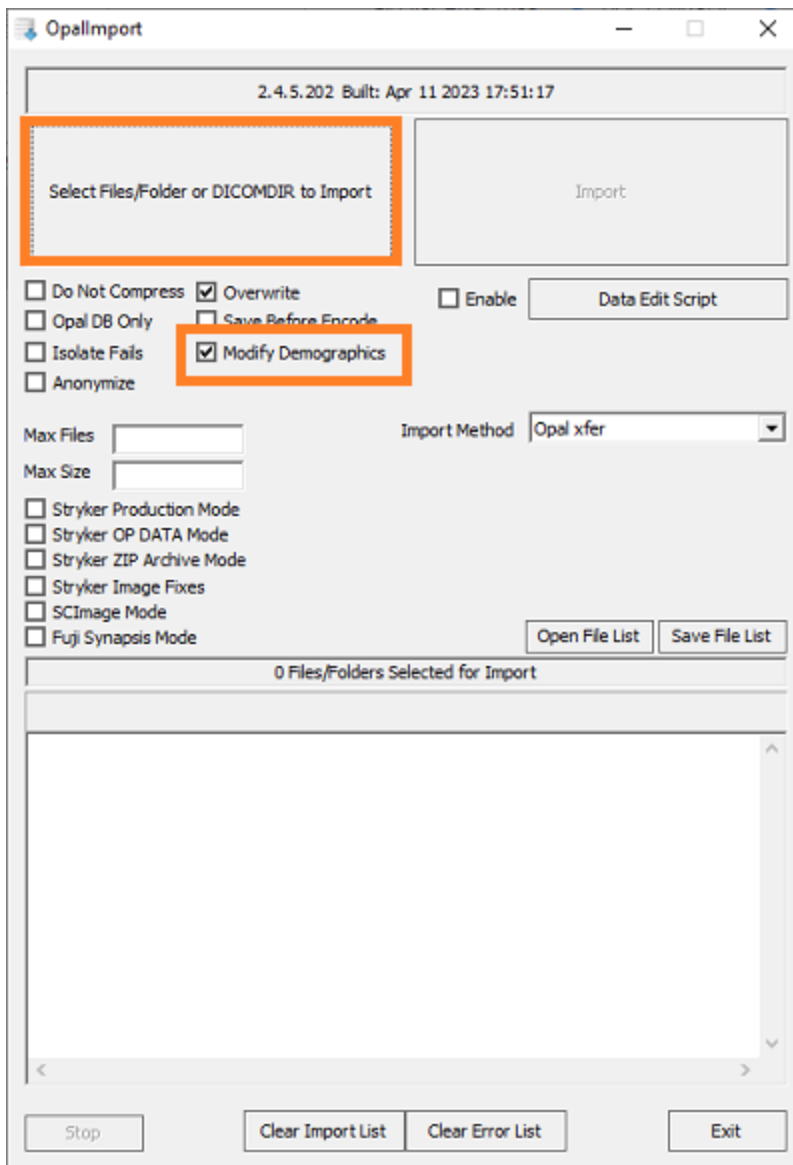 OpalImport
2.4.5.202 Built: Apr 11 2023 17:51:17
Select Files/Folder or DICOMDIR to Import
Import
Do Not Compress
Overwrite
Enable
Data Edit Script
Opal DB Only
Save Before Encode
Isolate Fails
Modify Demographics
Anonymize
Max Files
Import Method
Opal xfer
Max Size
Stryker Production Mode
Stryker OP DATA Mode
Stryker ZIP Archive Mode
Stryker Image Fixes
SCImage Mode
Fuji Synapsis Mode
Open File List
Save File List
0 Files/Folders Selected for Import
Stop
Clear Import List
Clear Error List
Exit